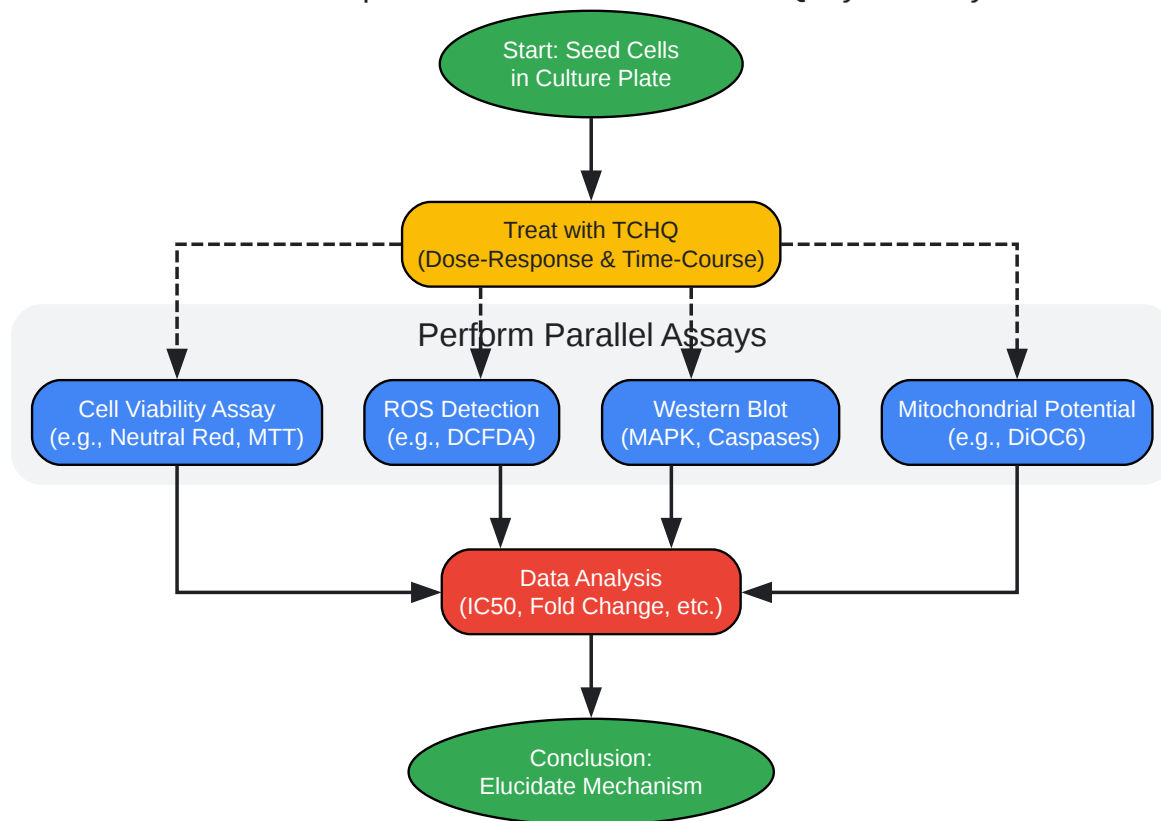 Start: Seed Cells
in Culture Plate
Treat with TCHQ
(Dose-Response & Time-Course)
Perform Parallel Assays
Cell Viability Assay
(e.g., Neutral Red, MTT)
ROS Detection
(e.g., DCFDA)
Western Blot
(MAPK, Caspases)
Mitochondrial Potential
(e.g., DiOC6)
Data Analysis
(IC50, Fold Change, etc.)
Conclusion:
Elucidate Mechanism